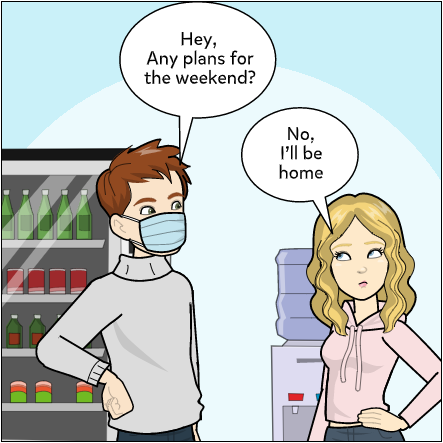 Hey,
Any plans for
the weekend?
No,
I'll be
home